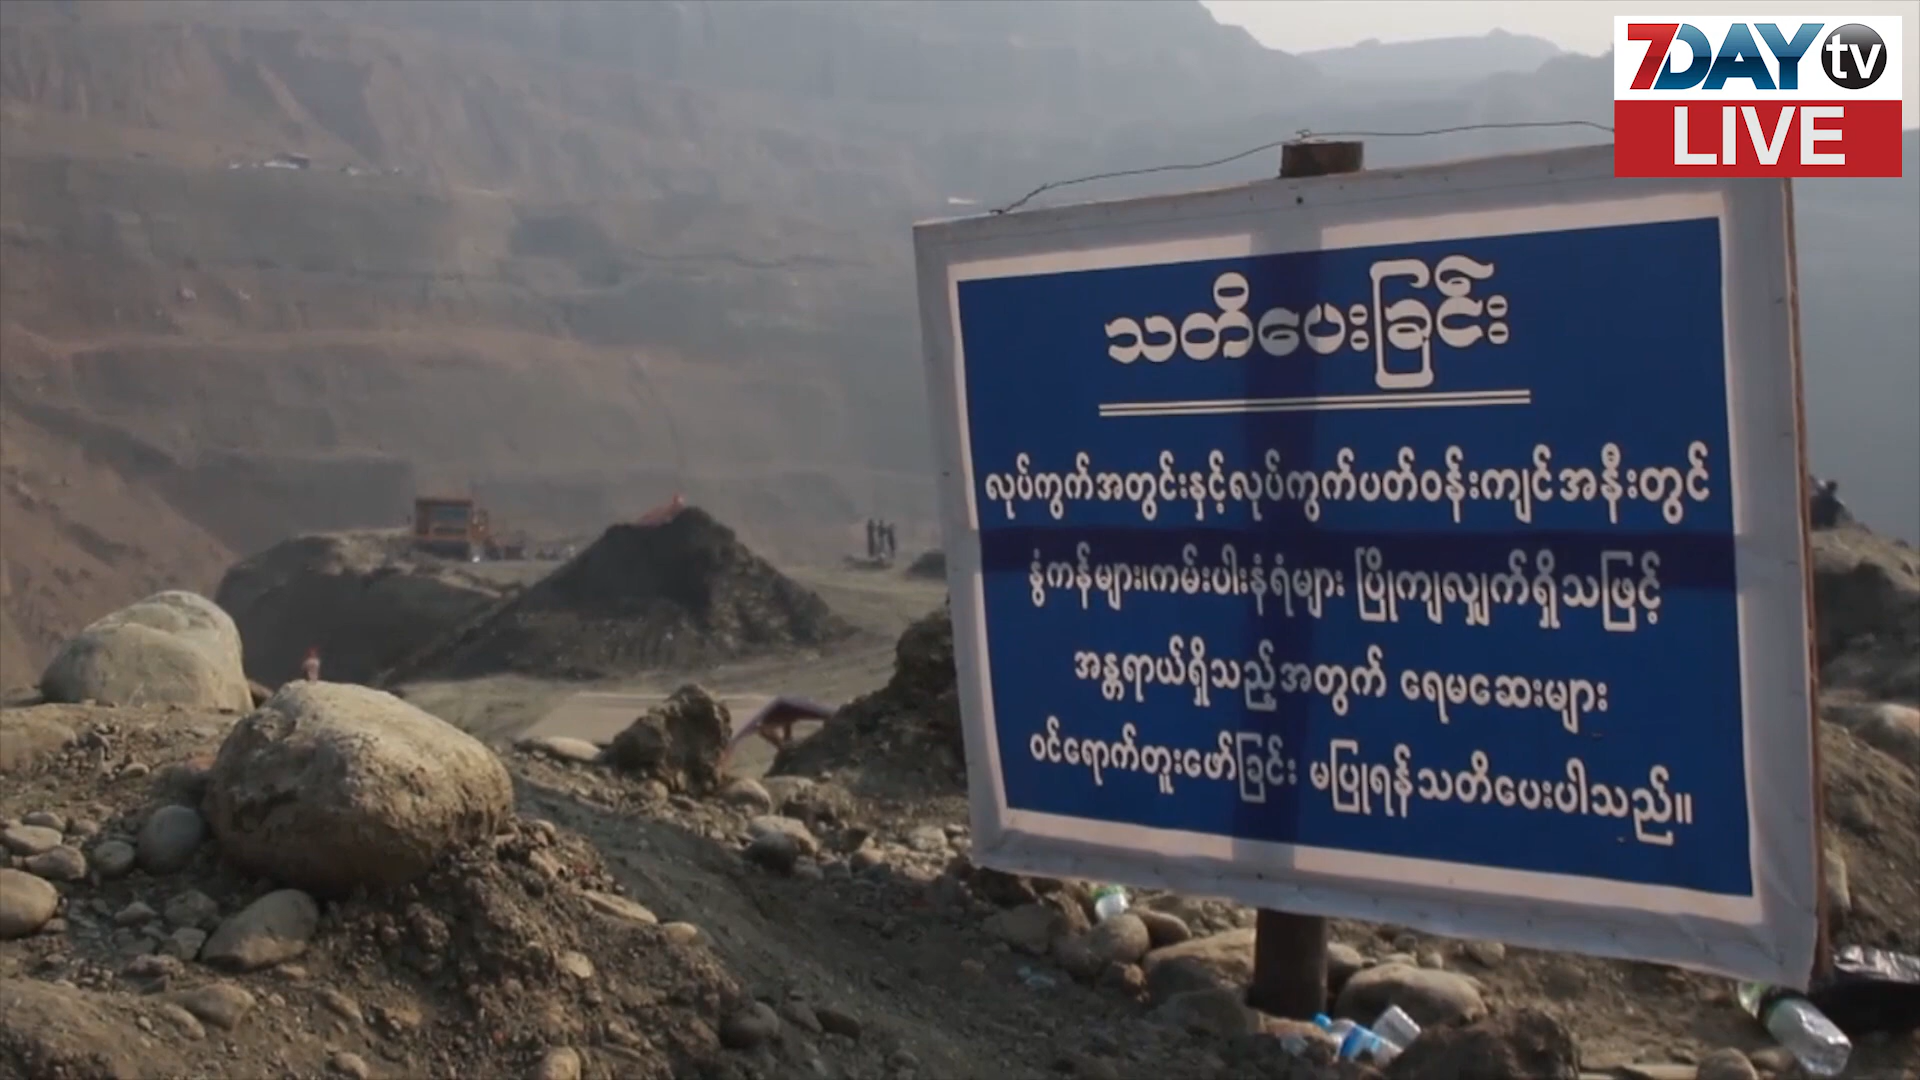 7DAY tv
LIVE
သတိပေးခြင်း
လုပ်ကွက်အတွင်းနှင့်လုပ်ကွက်ပတ်ဝန်းကျင်အနီးတွင်
နွံကန်များ၊ကမ်းပါးနံရံများ ပြိုကျလျှက်ရှိသဖြင့်
အန္တရာယ်ရှိသည့်အတွက် ရေမဆေးများ
ဝင်ရောက်တူးဖော်ခြင်း မပြုရန်သတိပေးပါသည်။